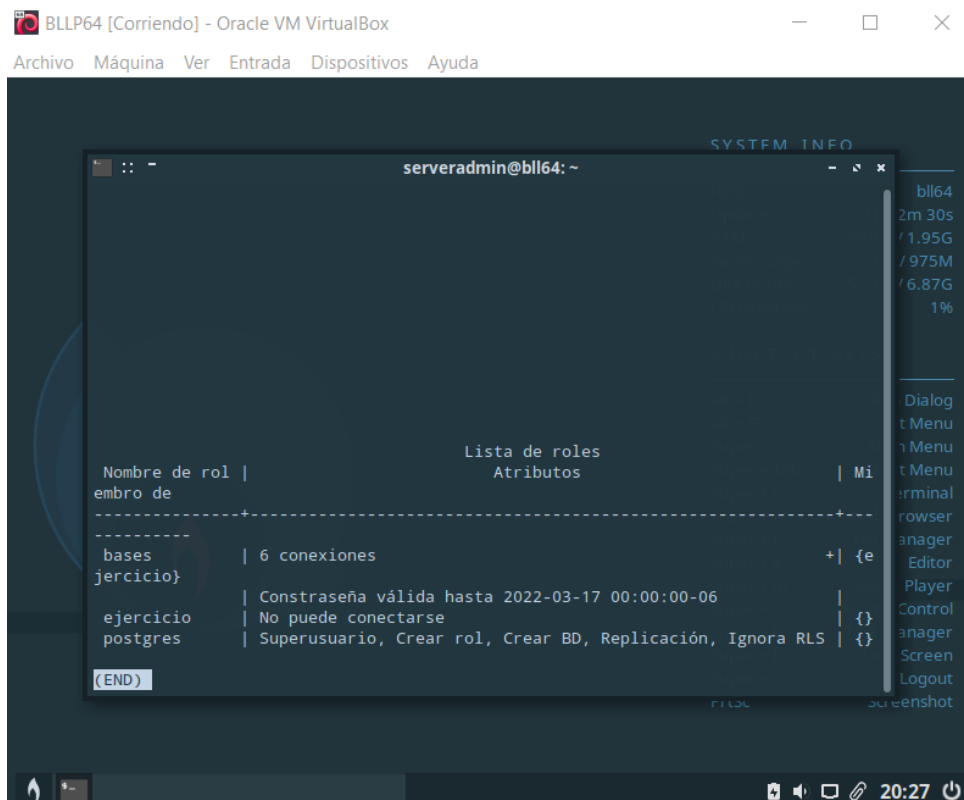 BLLP64 [Corriendo] - Oracle VM VirtualBox
Archivo Máquina Ver Entrada Dispositivos Ayuda
SYSTEM INFO
serveradmin@bll64: ~
bll64
2m 30s
/ 1.95G
/ 975M
/ 6.87G
1%
Dialog
t Menu
n Menu
t Menu
erminal
rowser
anager
Editor
Player
Control
anager
Screen
Logout
PrtSc Screenshot
Lista de roles
Nombre de rol | Atributos | Mi
embro de
---------------+-------------------------------------------------------------+---
----------
bases | 6 conexiones +| {e
jercicio}
| Constraseña válida hasta 2022-03-17 00:00:00-06 |
ejercicio | No puede conectarse | {}
postgres | Superusuario, Crear rol, Crear BD, Replicación, Ignora RLS | {}
(END)
20:27